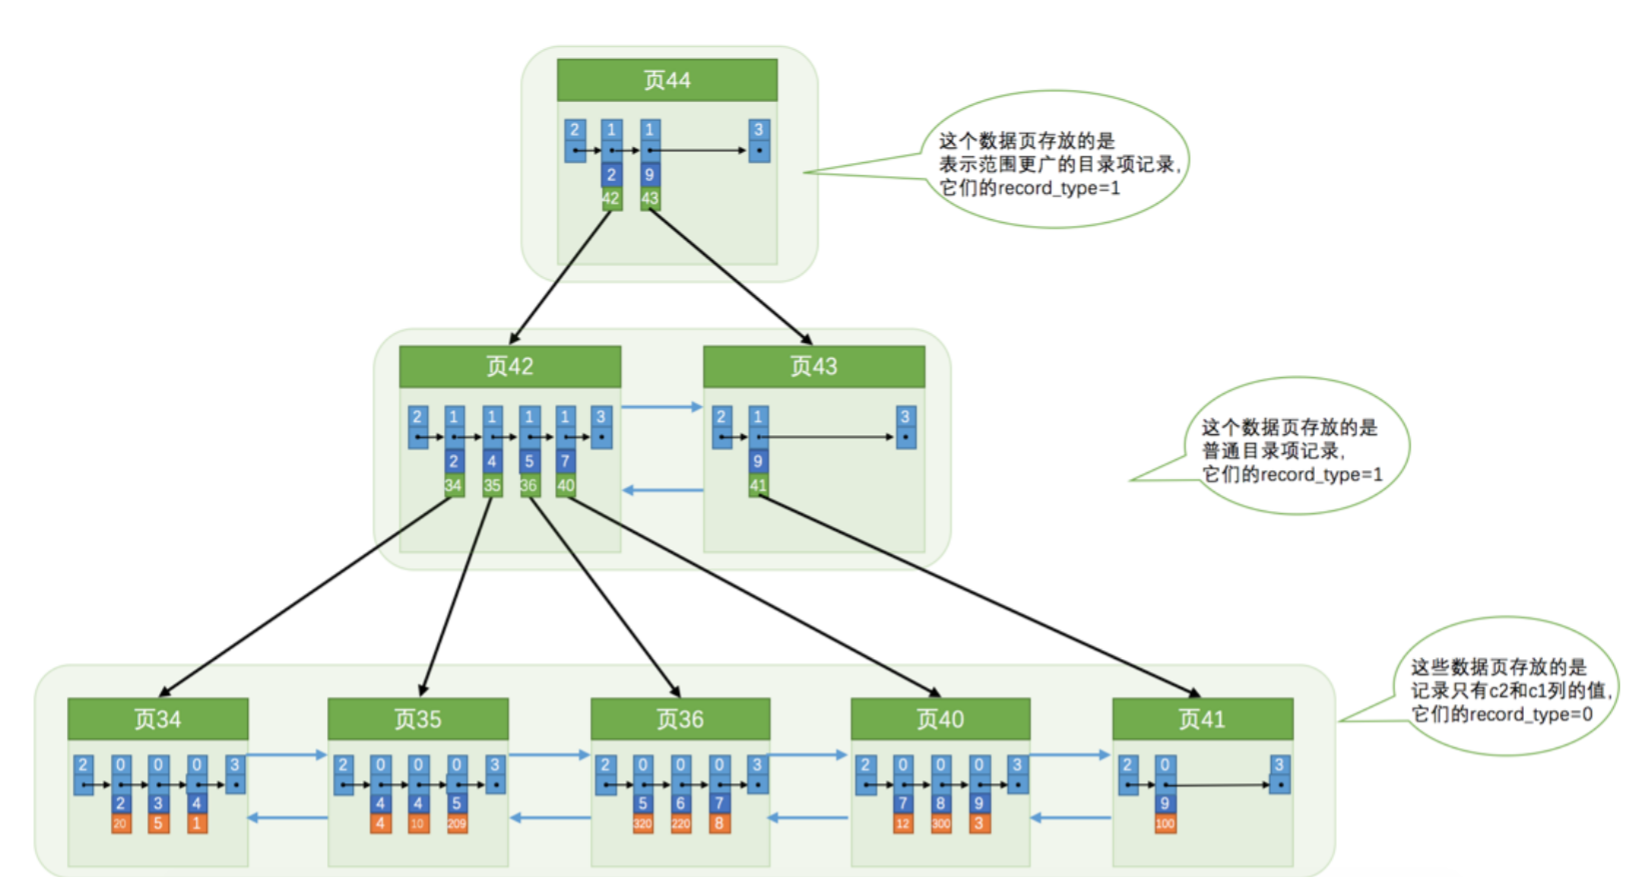 页44
2 1 1 3
2 9
42 43
这个数据页存放的是
表示范围更广的目录项记录,
它们的record_type=1
页42
2 1 1 1 1 3
2 4 5 7
34 35 36 40
页43
2 1 3
9
41
这个数据页存放的是
普通目录项记录,
它们的record_type=1
页34
2 0 0 0 3
2 3 4
20 5 1
页35
2 0 0 0 3
4 4 5
4 10 209
页36
2 0 0 0 3
5 6 7
320 220 8
页40
2 0 0 0 3
7 8 9
12 300 3
页41
2 0 3
9
100
这些数据页存放的是
记录只有c2和c1列的值,
它们的record_type=0